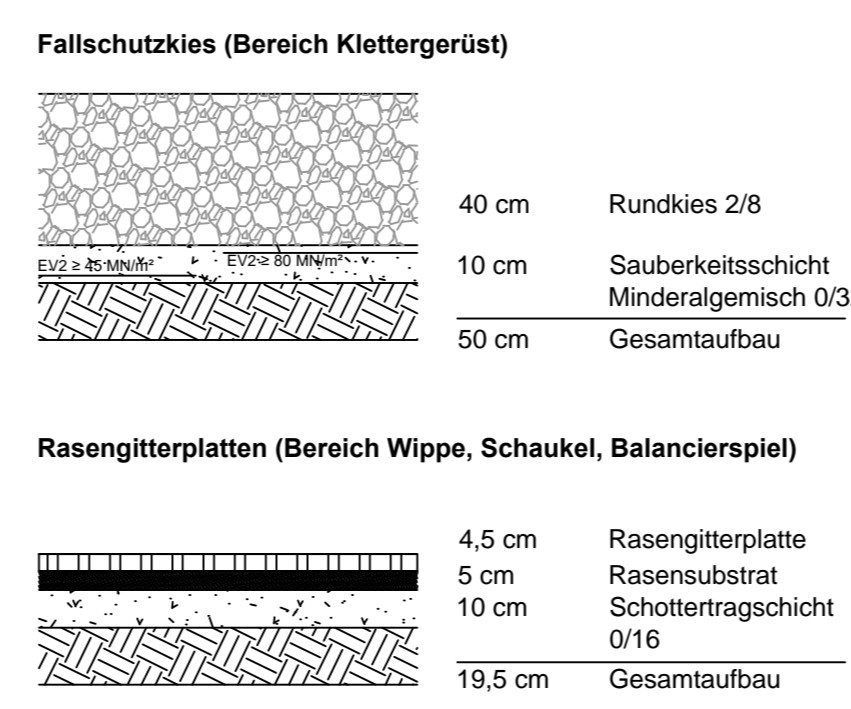 Fallschutzkies (Bereich Klettergerüst)
40 cm Rundkies 2/8
EV2 ≥ 45 MN/m² EV2 ≥ 80 MN/m²
10 cm Sauberkeitsschicht
Minderalgemisch 0/3
50 cm Gesamtaufbau
Rasengitterplatten (Bereich Wippe, Schaukel, Balancierspiel)
4,5 cm Rasengitterplatte
5 cm Rasensubstrat
10 cm Schottertragschicht
0/16
19,5 cm Gesamtaufbau